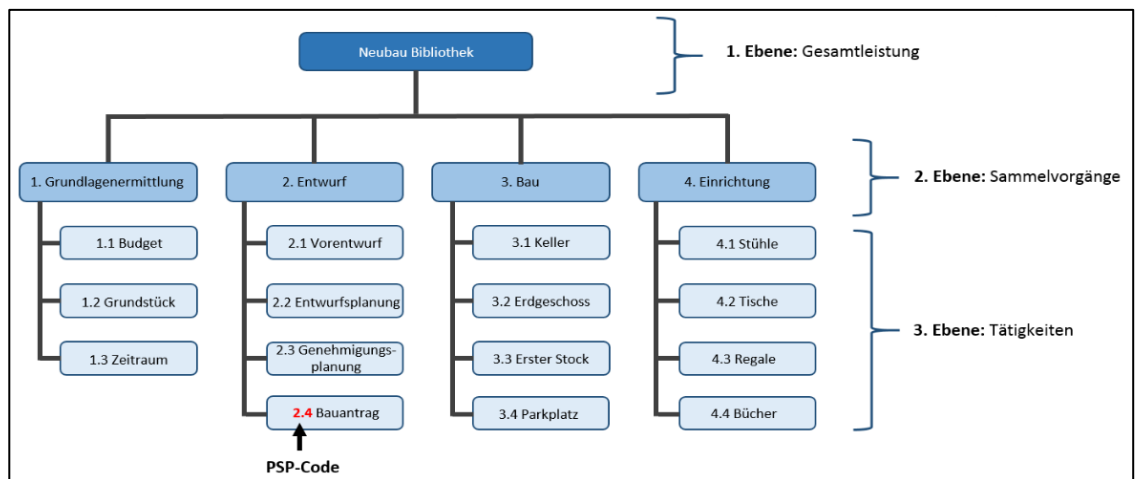 Neubau Bibliothek
1. Ebene: Gesamtleistung
1. Grundlagenermittlung
2. Entwurf
3. Bau
4. Einrichtung
2. Ebene: Sammelvorgänge
1.1 Budget
2.1 Vorentwurf
3.1 Keller
4.1 Stühle
1.2 Grundstück
2.2 Entwurfsplanung
3.2 Erdgeschoss
4.2 Tische
3. Ebene: Tätigkeiten
1.3 Zeitraum
2.3 Genehmigungs-
planung
3.3 Erster Stock
4.3 Regale
2.4 Bauantrag
3.4 Parkplatz
4.4 Bücher
PSP-Code